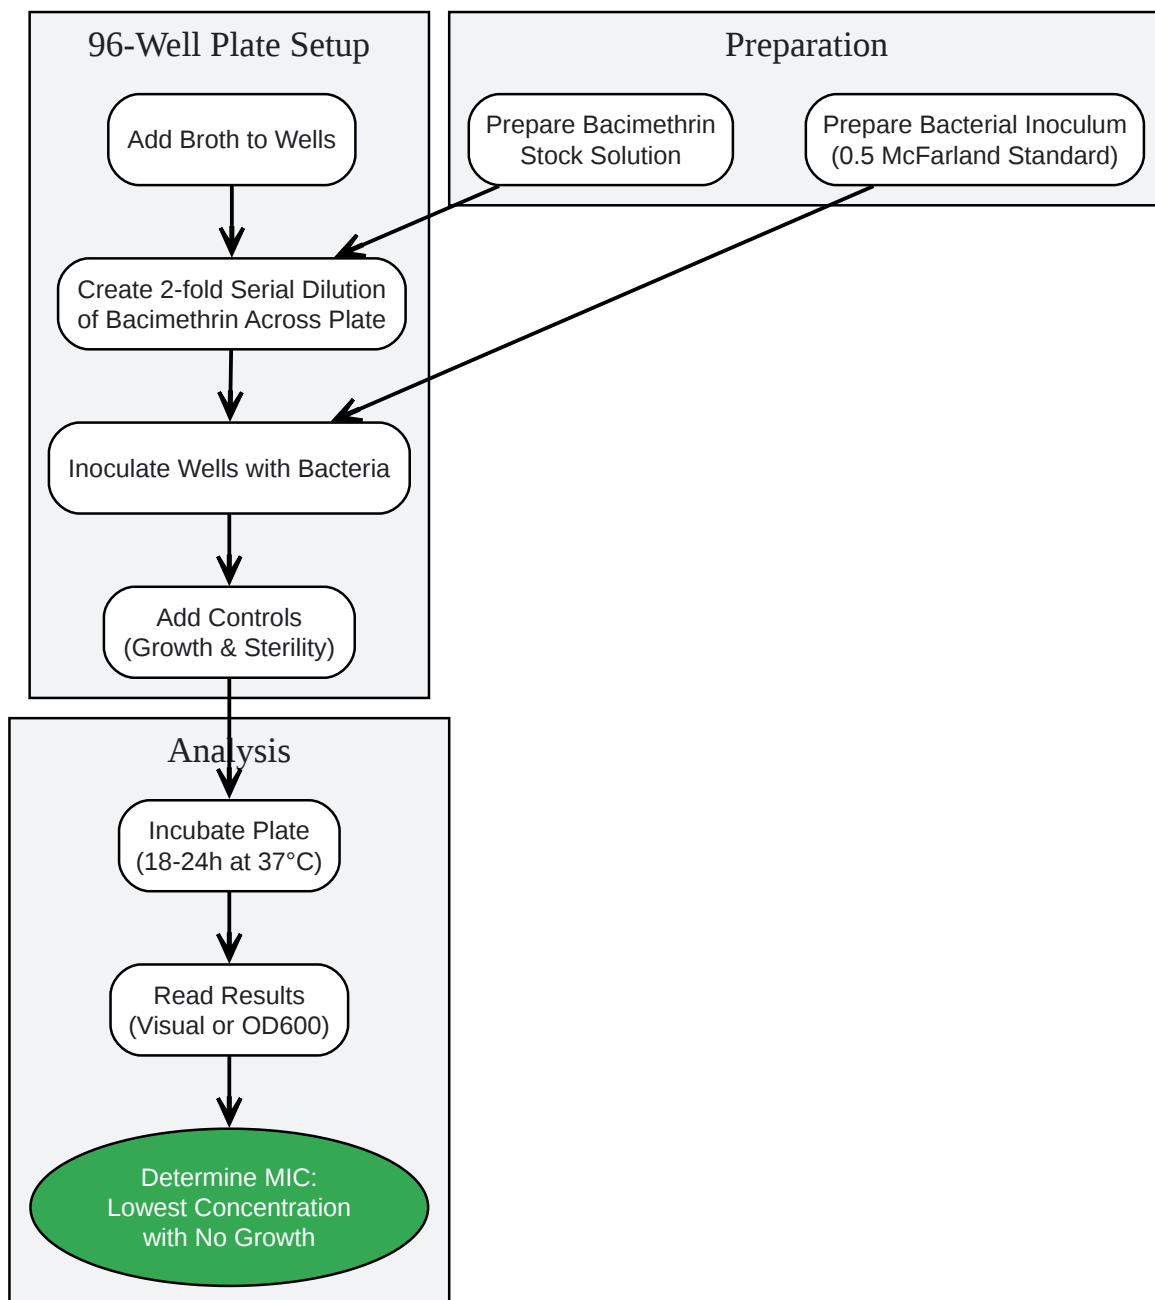 96-Well Plate Setup
Preparation
Add Broth to Wells
Prepare Bacimethrin
Stock Solution
Prepare Bacterial Inoculum
(0.5 McFarland Standard)
Create 2-fold Serial Dilution
of Bacimethrin Across Plate
Inoculate Wells with Bacteria
Add Controls
(Growth & Sterility)
Analysis
Incubate Plate
(18-24h at 37°C)
Read Results
(Visual or OD600)
Determine MIC:
Lowest Concentration
with No Growth